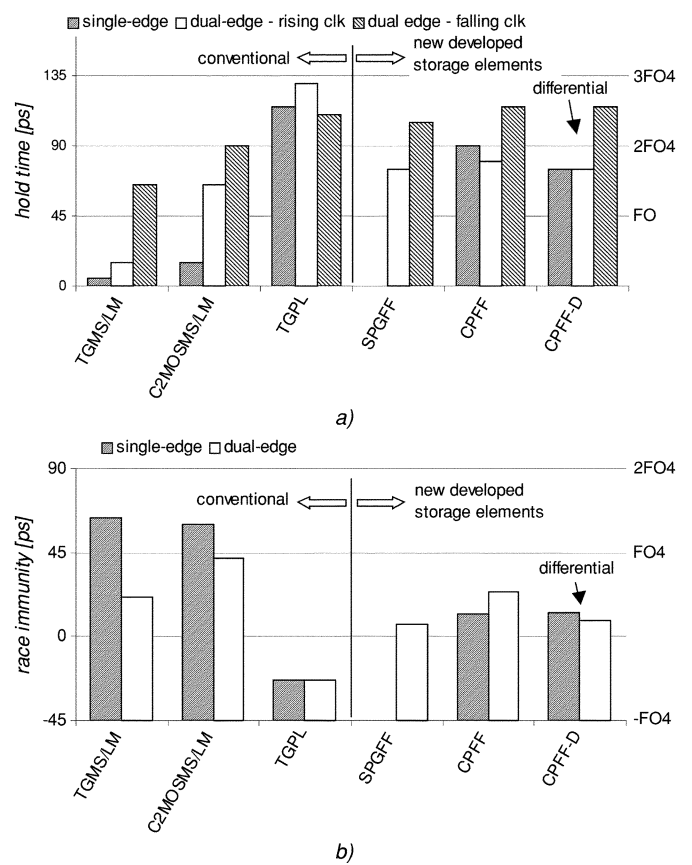 single-edge dual-edge - rising clk dual edge - falling clk
conventional
new developed
storage elements
differential
hold time [ps]
135
90
45
0
3FO4
2FO4
FO
TGMS/LM
C2MOSMS/LM
TGPL
SPGFF
CPFF
CPFF-D
a)
single-edge dual-edge
conventional
new developed
storage elements
differential
race immunity [ps]
90
45
0
-45
2FO4
FO4
-FO4
TGMS/LM
C2MOSMS/LM
TGPL
SPGFF
CPFF
CPFF-D
b)